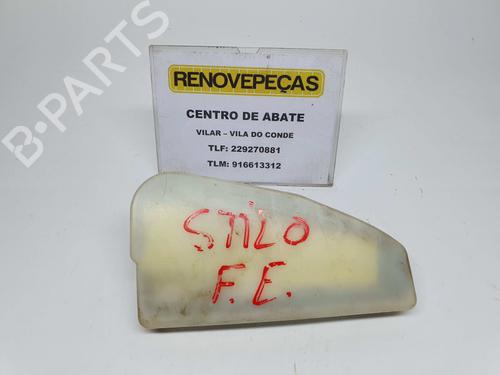 B-PARTS
RENOVEPEÇAS
CENTRO DE ABATE
VILAR – VILA DO CONDE
TLF: 229270881
TLM: 916613312
STILO
F.E.